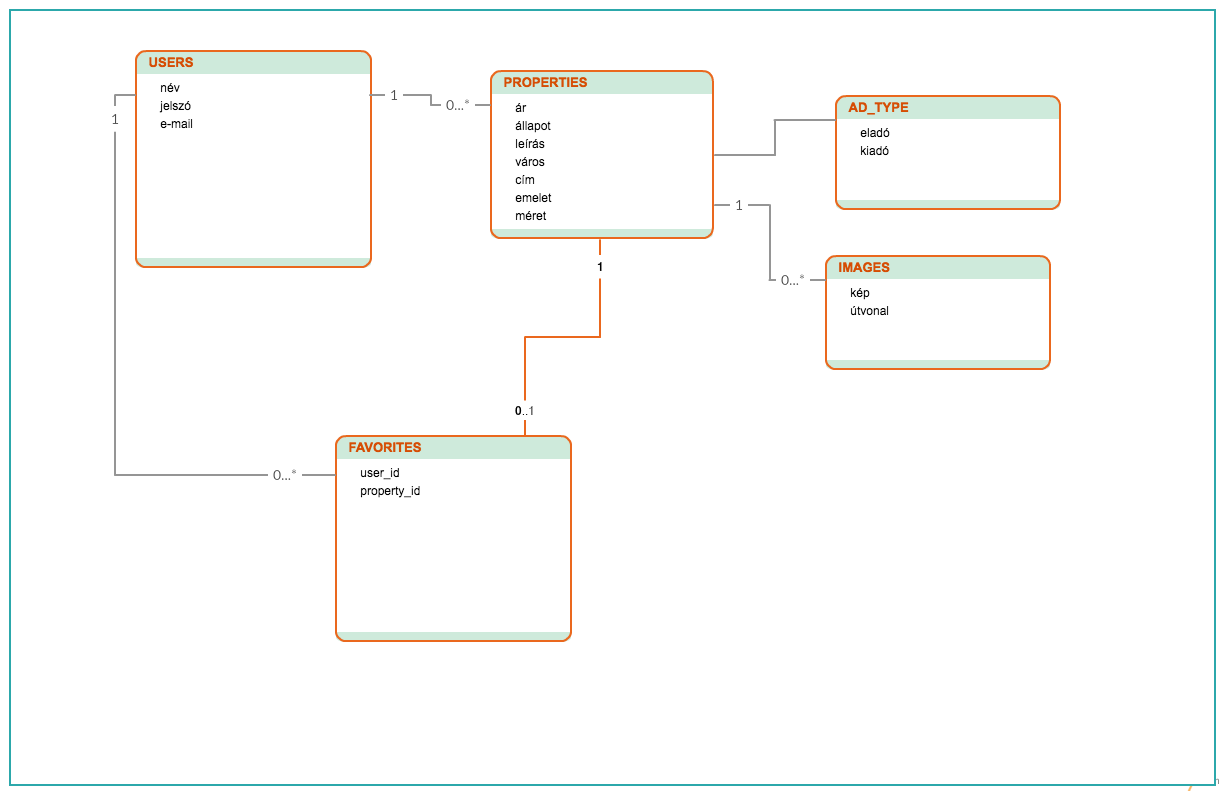 USERS
név
jelszó
e-mail
1
1
0...*
PROPERTIES
ár
állapot
leírás
város
cím
emelet
méret
AD_TYPE
eladó
kiadó
1
0...*
IMAGES
kép
útvonal
1
0..1
FAVORITES
user_id
property_id
0...*